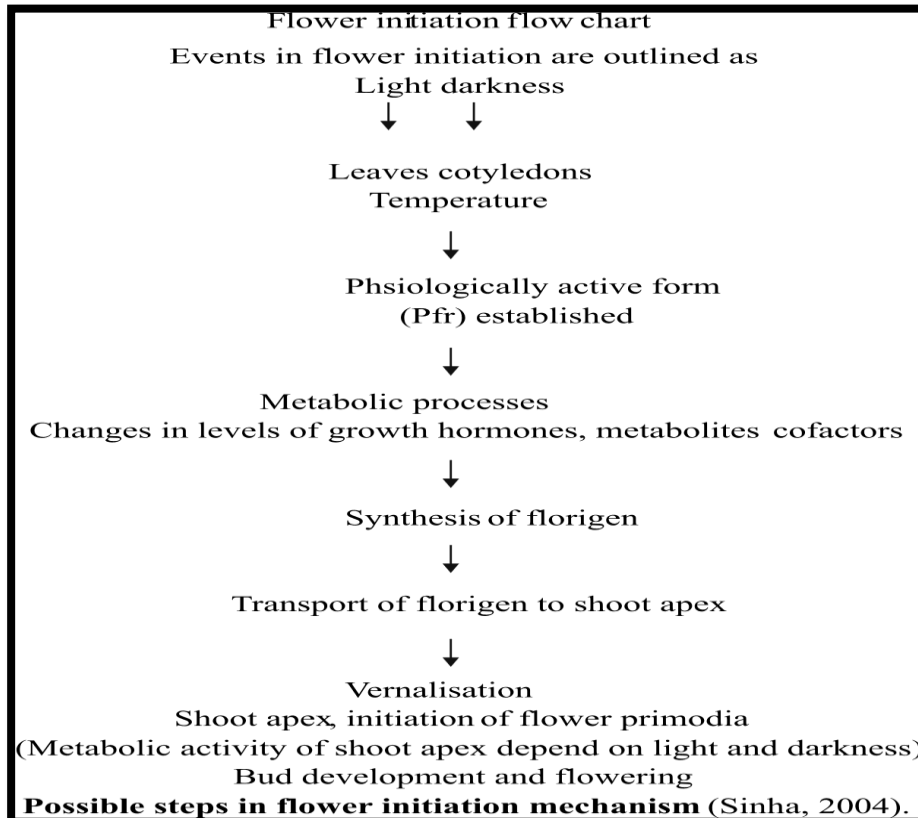 Flower initiation flow chart
Events in flower initiation are outlined as
Light darkness
Leaves cotyledons
Temperature
Phsiologically active form
(Pfr) established
Metabolic processes
Changes in levels of growth hormones, metabolites cofactors
Synthesis of florigen
Transport of florigen to shoot apex
Vernalisation
Shoot apex, initiation of flower primodia
(Metabolic activity of shoot apex depend on light and darkness)
Bud development and flowering
Possible steps in flower initiation mechanism (Sinha, 2004).